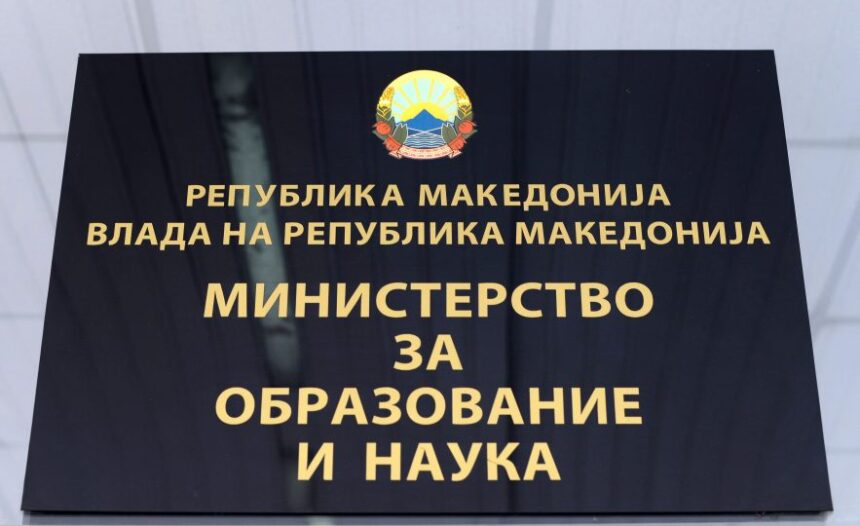 РЕПУБЛИКА МАКЕДОНИЈА
ВЛАДА НА РЕПУБЛИКА МАКЕДОНИЈА
МИНИСТЕРСТВО
ЗА
ОБРАЗОВАНИЕ
И НАУКА